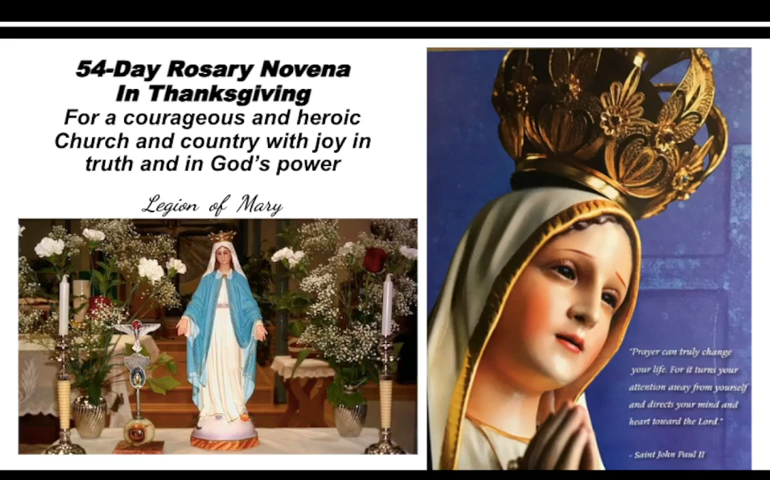 54-Day Rosary Novena
In Thanksgiving
For a courageous and heroic
Church and country with joy in
truth and in God's power
Legion of Mary
"Prayer can truly change
your life. For it turns your
attention away from yourself
and directs your mind and
heart toward the Lord."
- Saint John Paul II